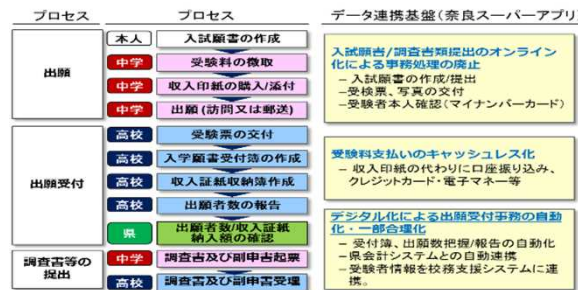 プロセス
プロセス
データ連携基盤（奈良スーパーアプリ）
出願
本人
入試願書の作成
中学
受験料の徴収
中学
収入印紙の購入/添付
中学
出願（訪問又は郵送）
出願受付
高校
受験票の交付
高校
入学願書受付簿の作成
高校
収入証紙収納簿作成
高校
出願者数の報告
県
出願者数/収入証紙
納入額の確認
調査書等の
提出
中学
調査書及び副申書起票
高校
調査書及び副申書受理
入試願書/調査書類提出のオンライン
化による事務処理の廃止
– 入試願書の作成/提出
– 受検票、写真の交付
– 受験者本人確認（マイナンバーカード）
受験料支払いのキャッシュレス化
– 収入印紙の代わりに口座振り込み、
クレジットカード・電子マネー等
デジタル化による出願受付事務の自動
化・一部合理化
– 受付簿、出願数把握/報告の自動化
– 県会計システムとの自動連携
– 受験者情報を校務支援システムに連
携。